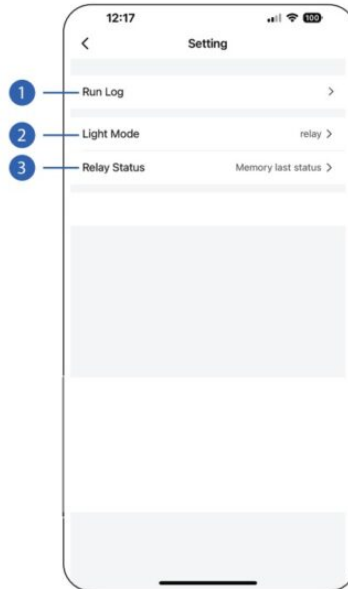 12:17
100
Setting
1 Run Log
2 Light Mode relay
3 Relay Status Memory last status